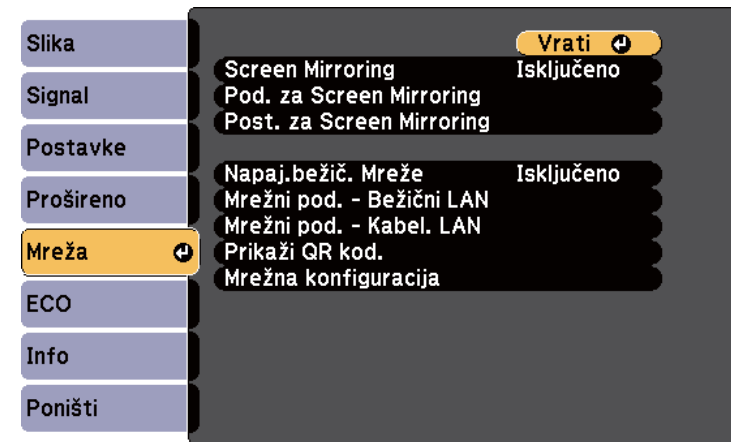 Slika
Signal
Postavke
Prošireno
Mreža
ECO
Info
Poništi
Vrati
Screen Mirroring Isključeno
Pod. za Screen Mirroring
Post. za Screen Mirroring
Napaj.bežič. Mreže Isključeno
Mrežni pod. - Bežični LAN
Mrežni pod. - Kabel. LAN
Prikaži QR kod.
Mrežna konfiguracija